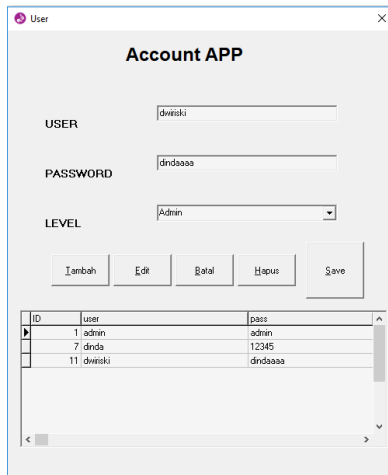 User
Account APP
USER dwiriski
PASSWORD dindaaaa
LEVEL Admin
Tambah Edit Batal Hapus Save
ID user pass
1 admin admin
7 dinda 12345
11 dwiriski dindaaaa